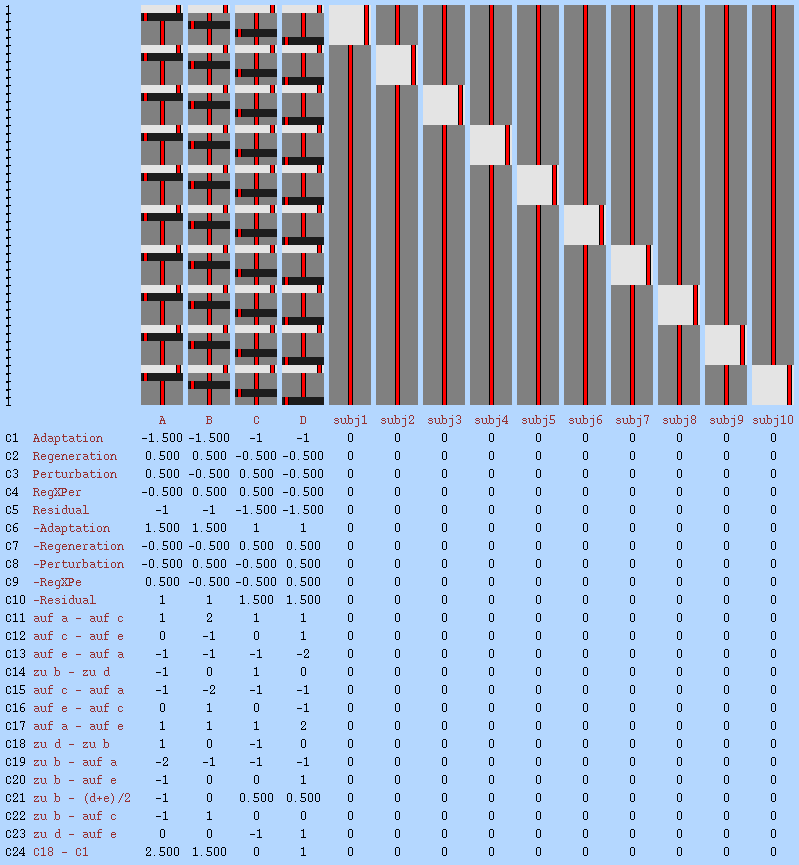 1
A B C D subj1 subj2 subj3 subj4 subj5 subj6 subj7 subj8 subj9 subj10
C1 Adaptation -1.500 -1.500 -1 -1 0 0 0 0 0 0 0 0 0 0
C2 Regeneration 0.500 0.500 -0.500 -0.500 0 0 0 0 0 0 0 0 0 0
C3 Perturbation 0.500 -0.500 0.500 -0.500 0 0 0 0 0 0 0 0 0 0
C4 RegXPer -0.500 0.500 0.500 -0.500 0 0 0 0 0 0 0 0 0 0
C5 Residual -1 -1 -1.500 -1.500 0 0 0 0 0 0 0 0 0 0
C6 -Adaptation 1.500 1.500 1 1 0 0 0 0 0 0 0 0 0 0
C7 -Regeneration -0.500 -0.500 0.500 0.500 0 0 0 0 0 0 0 0 0 0
C8 -Perturbation -0.500 0.500 -0.500 0.500 0 0 0 0 0 0 0 0 0 0
C9 -RegXPe 0.500 -0.500 -0.500 0.500 0 0 0 0 0 0 0 0 0 0
C10 -Residual 1 1 1.500 1.500 0 0 0 0 0 0 0 0 0 0
C11 auf a - auf c 1 2 1 1 0 0 0 0 0 0 0 0 0 0
C12 auf c - auf e 0 -1 0 1 0 0 0 0 0 0 0 0 0 0
C13 auf e - auf a -1 -1 -1 -2 0 0 0 0 0 0 0 0 0 0
C14 zu b - zu d -1 0 1 0 0 0 0 0 0 0 0 0 0 0
C15 auf c - auf a -1 -2 -1 -1 0 0 0 0 0 0 0 0 0 0
C16 auf e - auf c 0 1 0 -1 0 0 0 0 0 0 0 0 0 0
C17 auf a - auf e 1 1 1 2 0 0 0 0 0 0 0 0 0 0
C18 zu d - zu b 1 0 -1 0 0 0 0 0 0 0 0 0 0 0
C19 zu b - auf a -2 -1 -1 -1 0 0 0 0 0 0 0 0 0 0
C20 zu b - auf e -1 0 0 1 0 0 0 0 0 0 0 0 0 0
C21 zu b - (d+e)/2 -1 0 0.500 0.500 0 0 0 0 0 0 0 0 0 0
C22 zu b - auf c -1 1 0 0 0 0 0 0 0 0 0 0 0 0
C23 zu d - auf e 0 0 -1 1 0 0 0 0 0 0 0 0 0 0
C24 C18 - C1 2.500 1.500 0 1 0 0 0 0 0 0 0 0 0 0